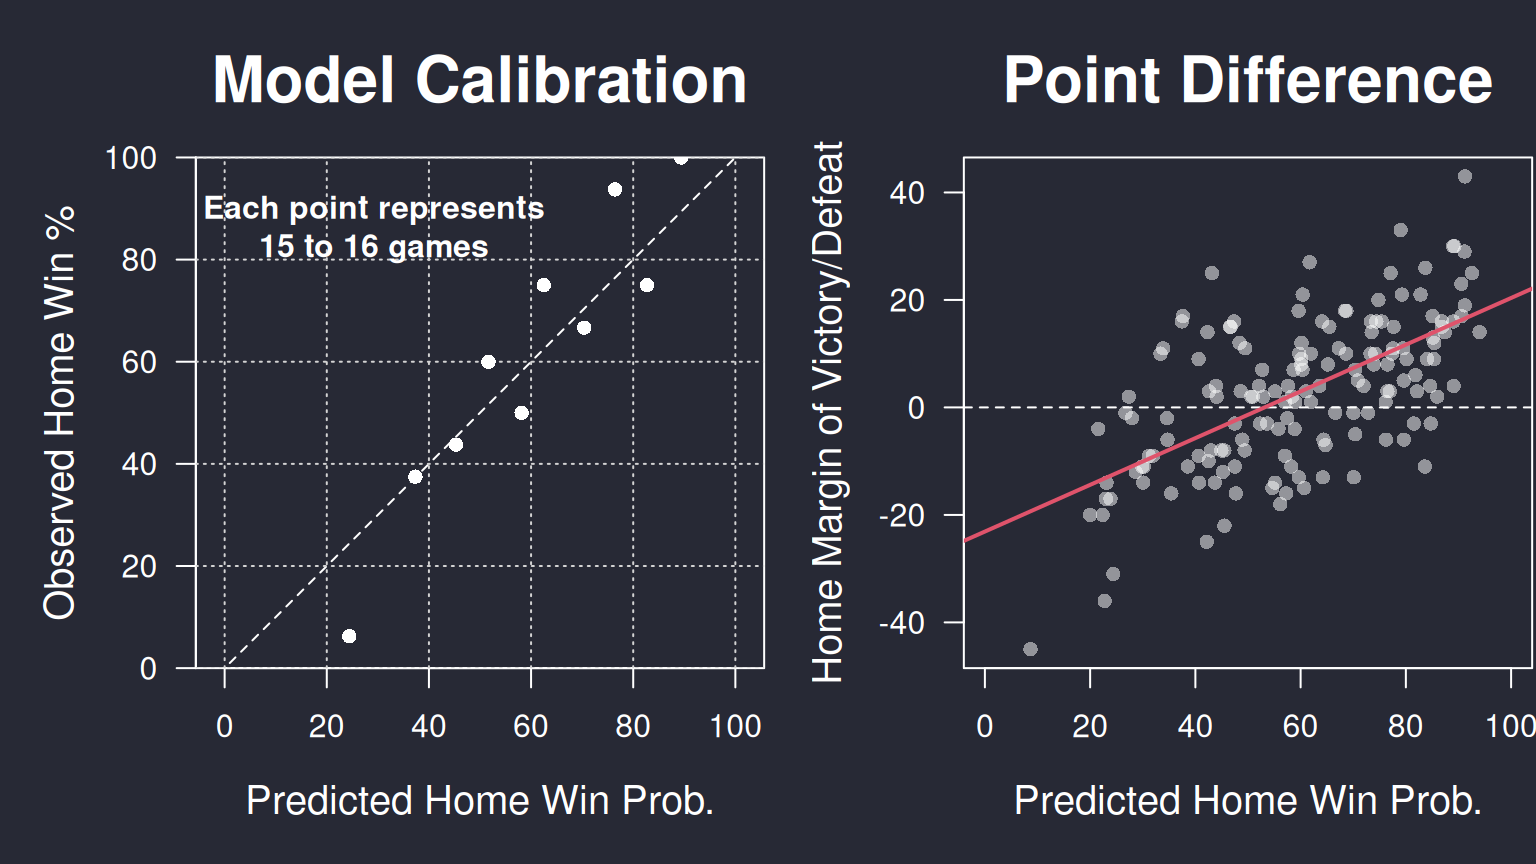 Model Calibration
Observed Home Win %
100
80
60
40
20
0
Each point represents
15 to 16 games
0 20 40 60 80 100
Predicted Home Win Prob.
Point Difference
Home Margin of Victory/Defeat
40
20
0
-20
-40
0 20 40 60 80 100
Predicted Home Win Prob.